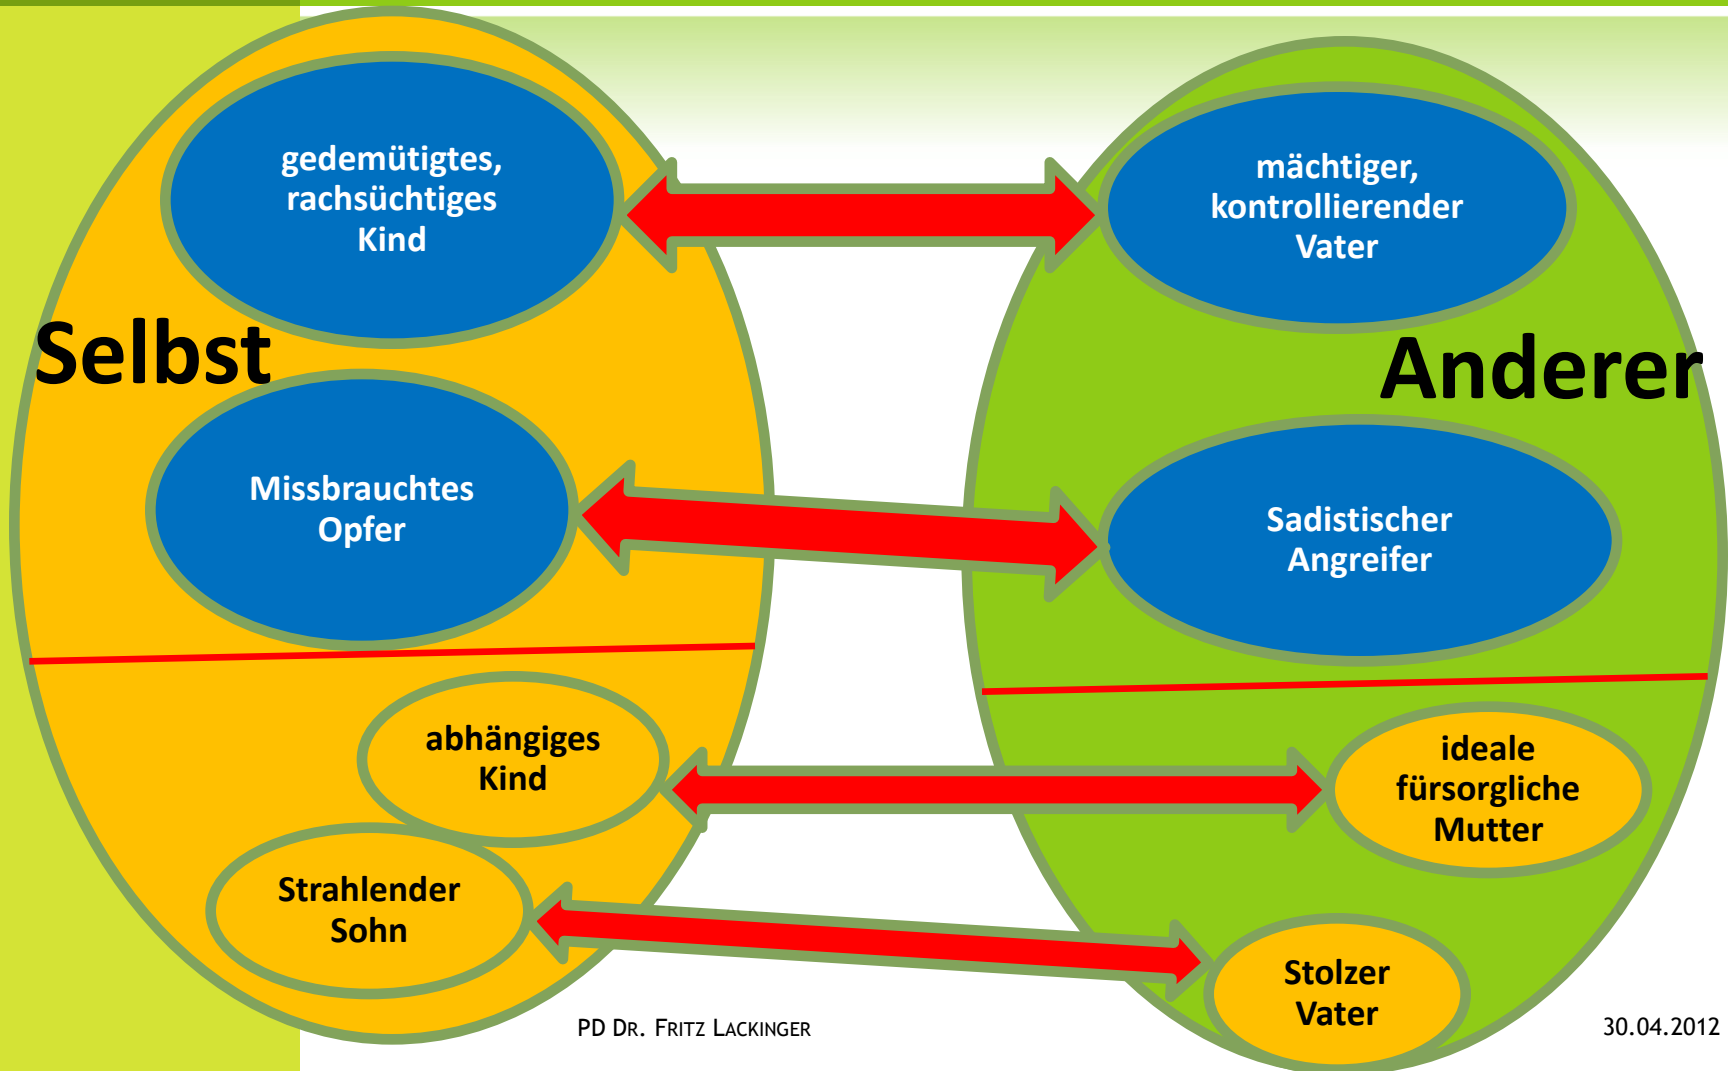 gedemütigtes,
rachsüchtiges
Kind
mächtiger,
kontrollierender
Vater
Selbst
Anderer
Missbrauchtes
Opfer
Sadistischer
Angreifer
abhängiges
Kind
ideale
fürsorgliche
Mutter
Strahlender
Sohn
Stolzer
Vater
PD DR. FRITZ LACKINGER
30.04.2012